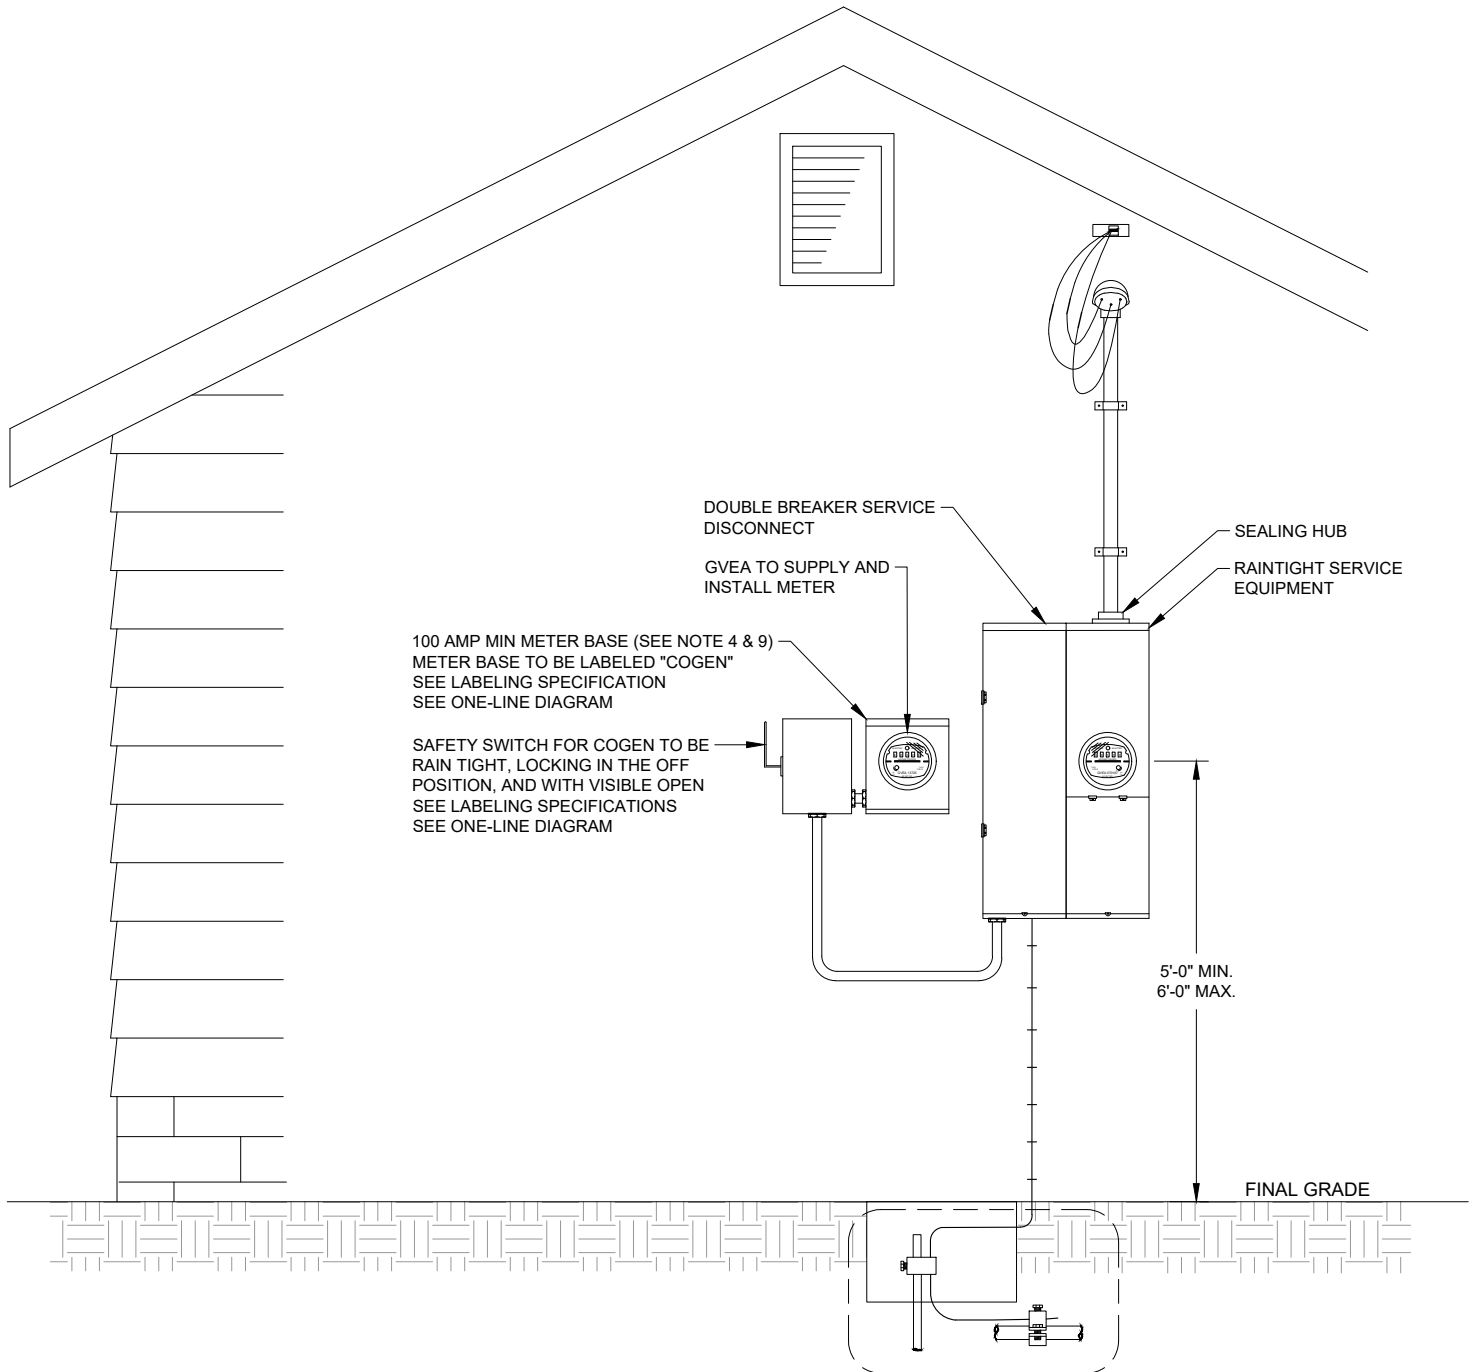 DOUBLE BREAKER SERVICE
DISCONNECT
SEALING HUB
GVEA TO SUPPLY AND
INSTALL METER
RAINTIGHT SERVICE
EQUIPMENT
100 AMP MIN METER BASE (SEE NOTE 4 & 9)
METER BASE TO BE LABELED "COGEN"
SEE LABELING SPECIFICATION
SEE ONE-LINE DIAGRAM
SAFETY SWITCH FOR COGEN TO BE
RAIN TIGHT, LOCKING IN THE OFF
POSITION, AND WITH VISIBLE OPEN
SEE LABELING SPECIFICATIONS
SEE ONE-LINE DIAGRAM
5'-0" MIN.
6'-0" MAX.
FINAL GRADE